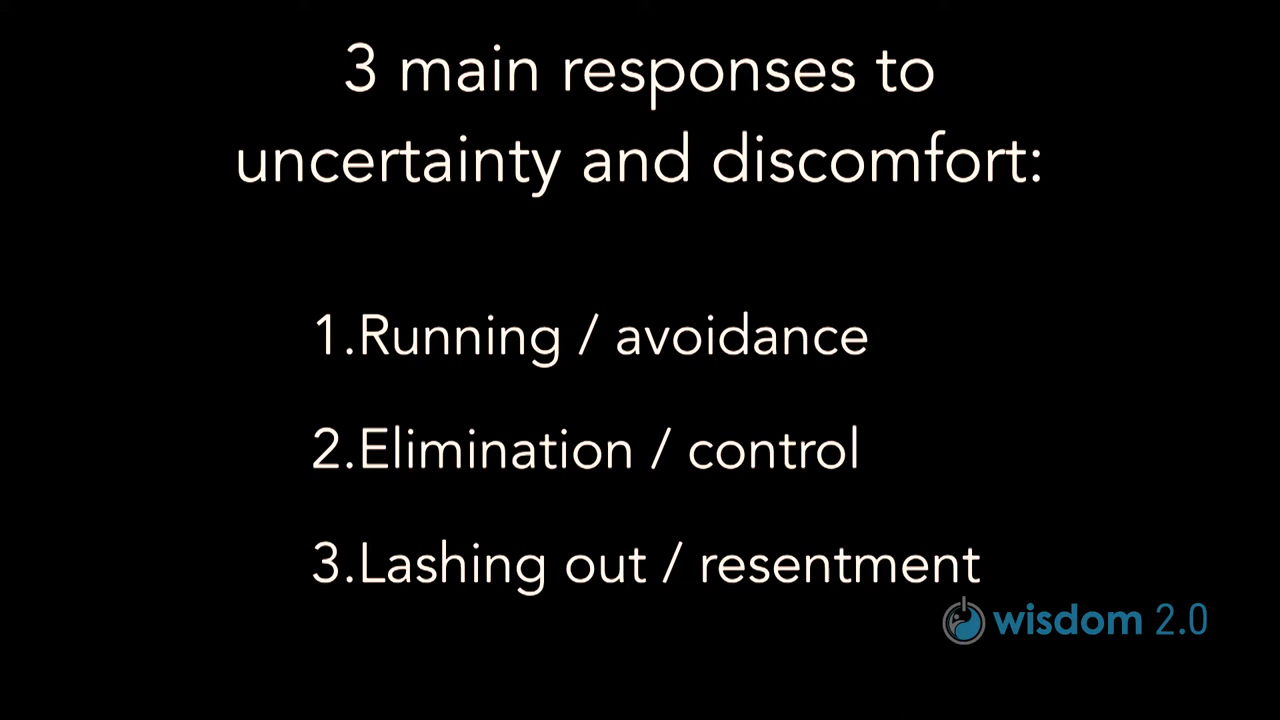 3 main responses to
uncertainty and discomfort:
1.Running / avoidance
2.Elimination / control
3.Lashing out / resentment
wisdom 2.0